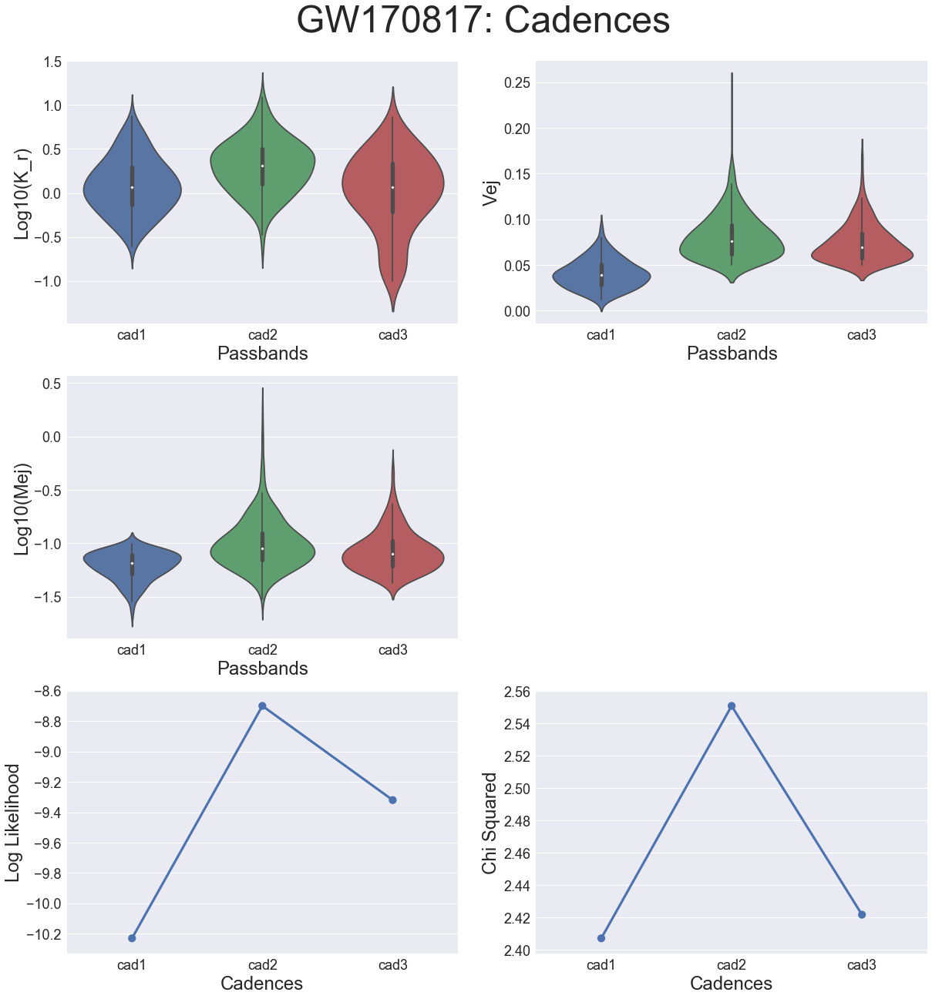 GW170817: Cadences
1.5
1.0
0.5
0.0
−0.5
−1.0
Log10(K_r)
cad1 cad2 cad3
Passbands
0.25
0.20
0.15
0.10
0.05
0.00
Vej
cad1 cad2 cad3
Passbands
0.5
0.0
−0.5
−1.0
−1.5
Log10(Mej)
cad1 cad2 cad3
Passbands
−8.6
−8.8
−9.0
−9.2
−9.4
−9.6
−9.8
−10.0
−10.2
Log Likelihood
cad1 cad2 cad3
Cadences
2.56
2.54
2.52
2.50
2.48
2.46
2.44
2.42
2.40
Chi Squared
cad1 cad2 cad3
Cadences